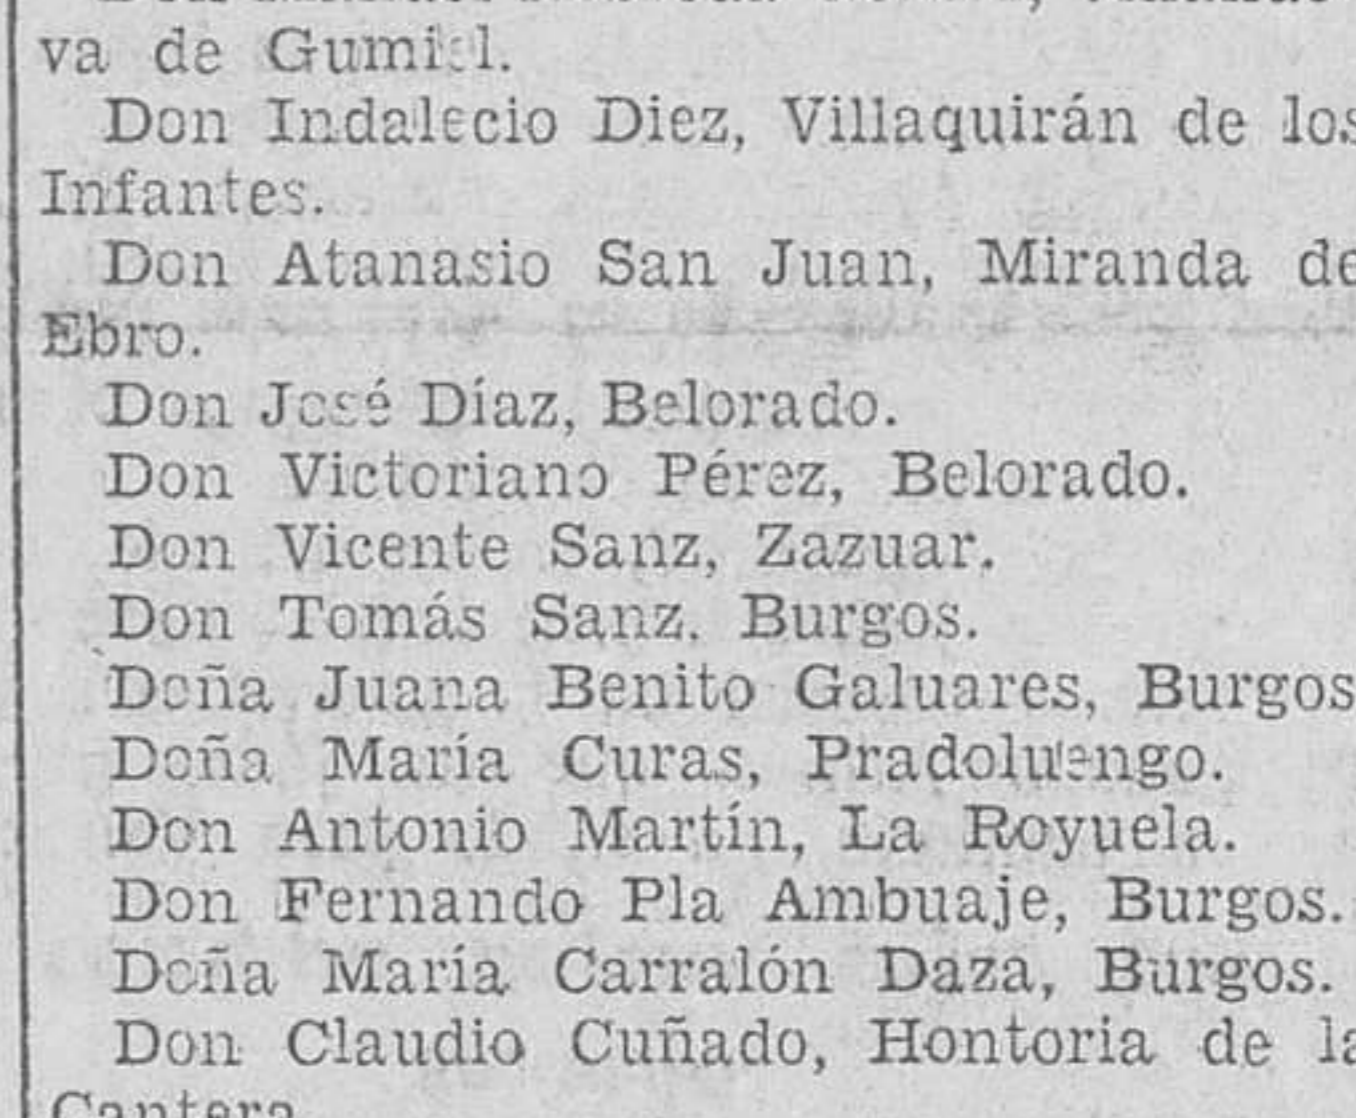 va de Gumiel.
Don Indalecio Diez, Villaquirán de los
Infantes.
Don Atanasio San Juan, Miranda de
Ebro.
Don José Díaz, Belorado.
Don Victoriano Pérez, Belorado.
Don Vicente Sanz, Zazuar.
Don Tomás Sanz. Burgos.
Doña Juana Benito Galuares, Burgos
Doña María Curas, Pradoluengo.
Don Antonio Martín, La Royuela.
Don Fernando Pla Ambuaje, Burgos.
Doña María Carralón Daza, Burgos.
Don Claudio Cuñado, Hontoria de la
Cantera